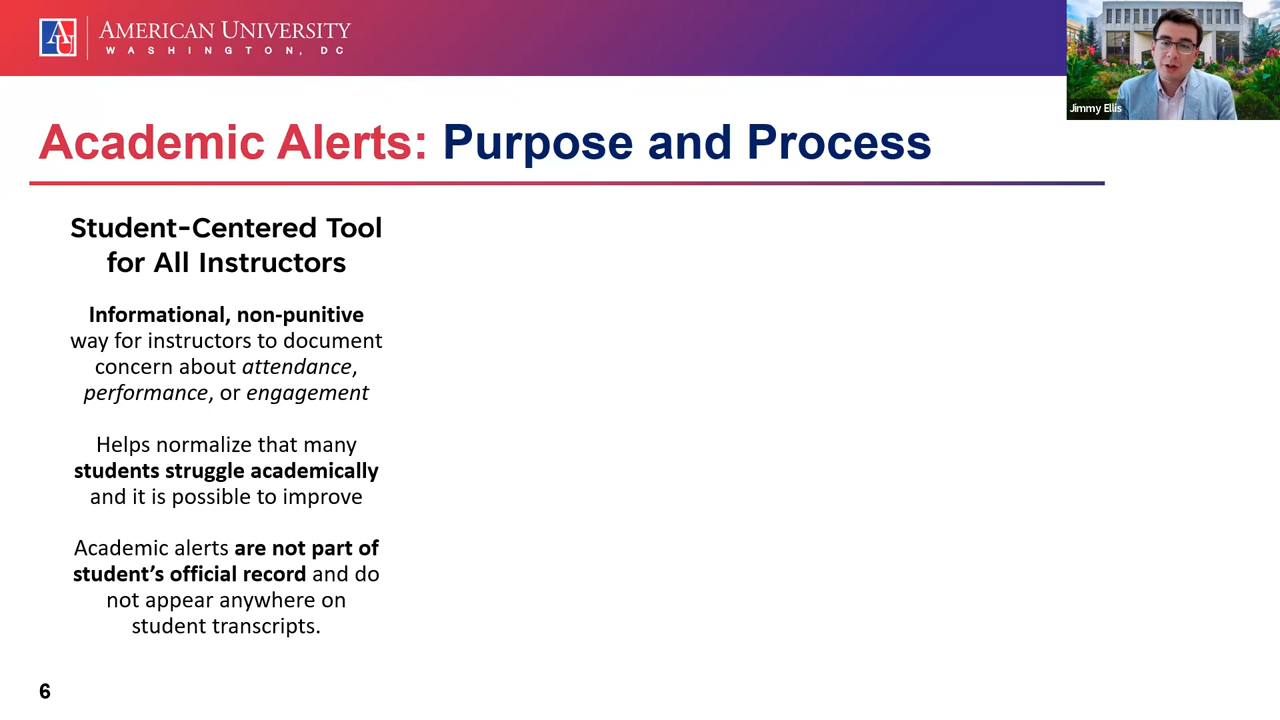 AU
AMERICAN UNIVERSITY
WASHINGTON, DC
Jimmy Ellis
Academic Alerts: Purpose and Process
Student-Centered Tool
for All Instructors
Informational, non-punitive
way for instructors to document
concern about attendance,
performance, or engagement
Helps normalize that many
students struggle academically
and it is possible to improve
Academic alerts are not part of
student’s official record and do
not appear anywhere on
student transcripts.
6